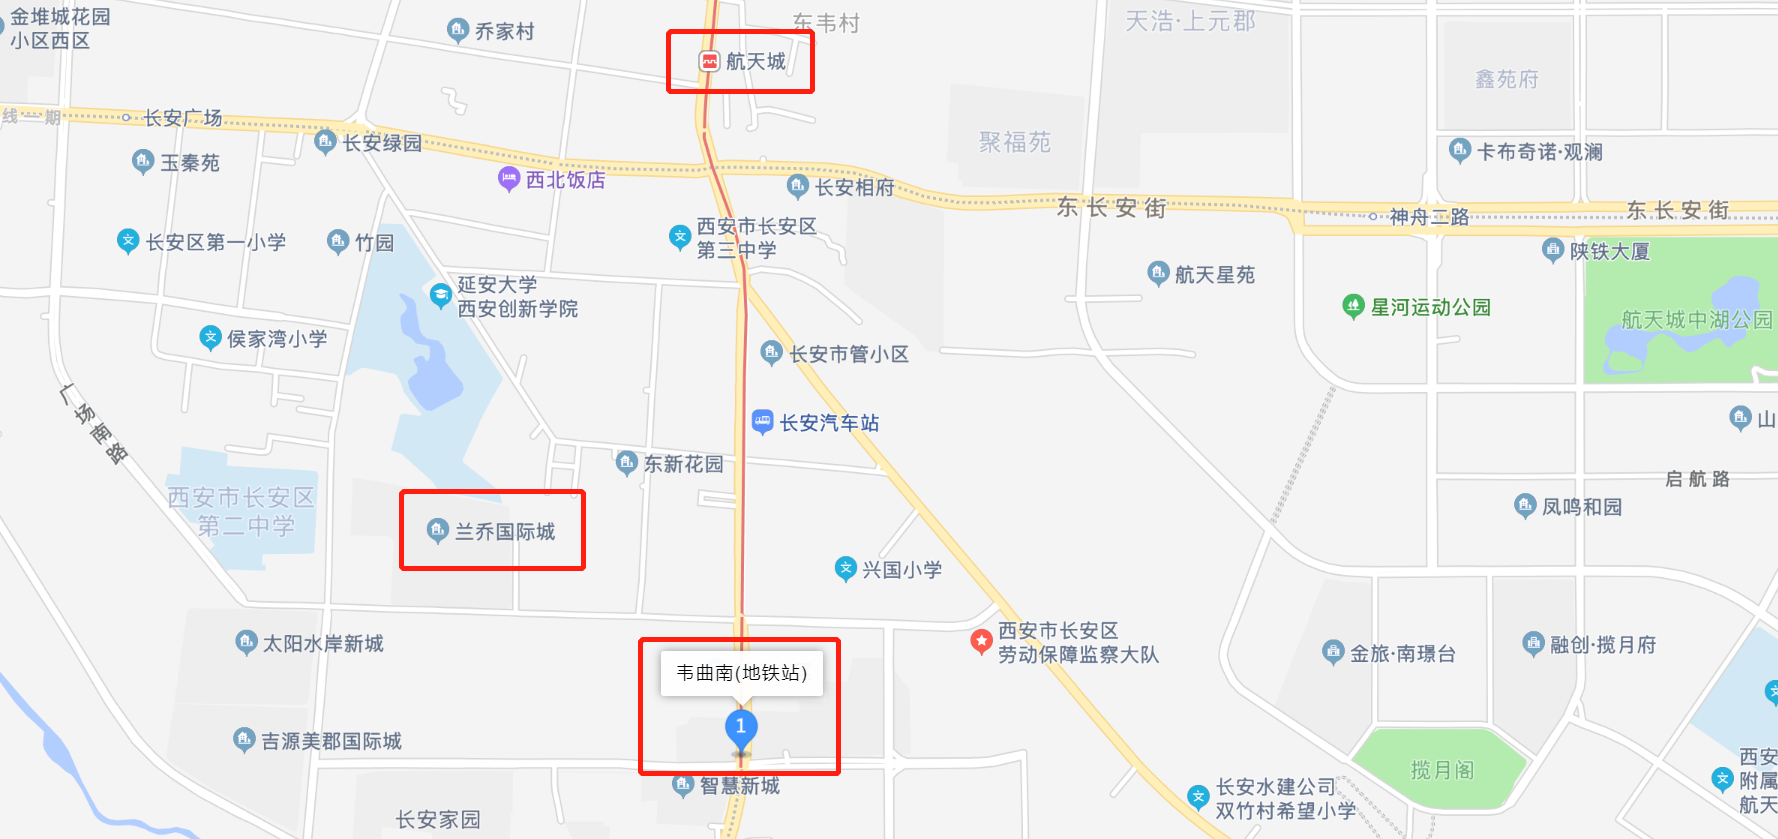 金堆城花园
小区西区
乔家村
东韦村
天浩·上元郡
航天城
鑫苑府
线一期
长安广场
长安绿园
聚福苑
卡布奇诺·观澜
玉秦苑
西北饭店
长安相府
东长安街
神舟二路
东长安街
长安区第一小学
竹园
西安市长安区
第三中学
陕铁大厦
航天星苑
延安大学
西安创新学院
星河运动公园
航天城中湖公园
侯家湾小学
长安市管小区
广场南路
长安汽车站
山
东新花园
启航路
西安市长安区
第二中学
凤鸣和园
兰乔国际城
兴国小学
太阳水岸新城
西安市长安区
劳动保障监察大队
金旅·南璟台
融创·揽月府
韦曲南(地铁站)
1
吉源美郡国际城
智慧新城
揽月阁
西安
附属
航天
长安水建公司
双竹村希望小学
长安家园